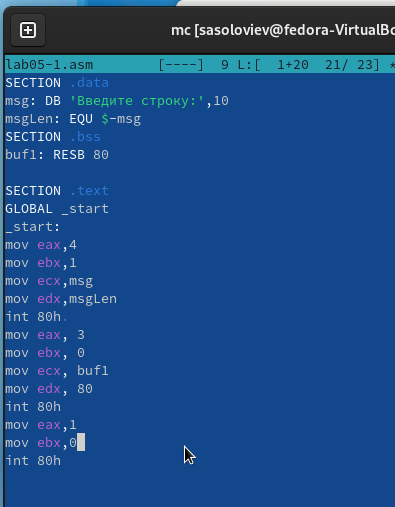 mc [sasoloviev@fedora-VirtualBo
lab05-1.asm [----] 9 L:[ 1+20 21/ 23] *
SECTION .data
msg: DB 'Введите строку:',10
msgLen: EQU $-msg
SECTION .bss
buf1: RESB 80
SECTION .text
GLOBAL _start
_start:
mov eax,4
mov ebx,1
mov ecx,msg
mov edx,msgLen
int 80h.
mov eax, 3
mov ebx, 0
mov ecx, buf1
mov edx, 80
int 80h
mov eax,1
mov ebx,0
int 80h